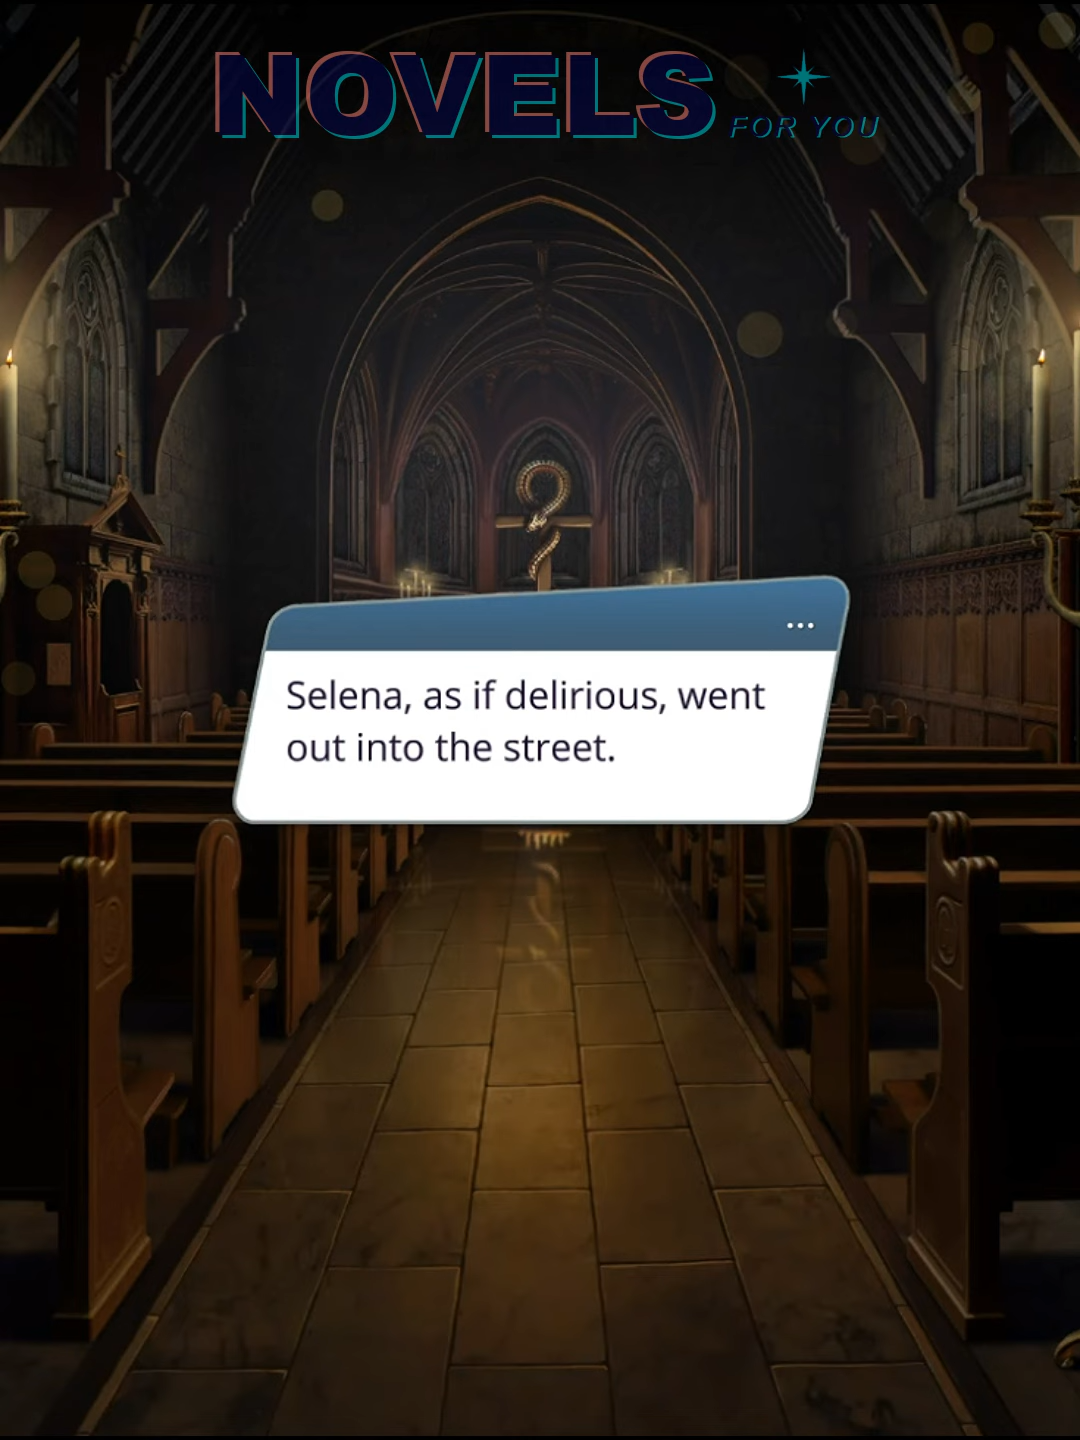 NOVELS
FOR YOU
...
Selena, as if delirious, went
out into the street.